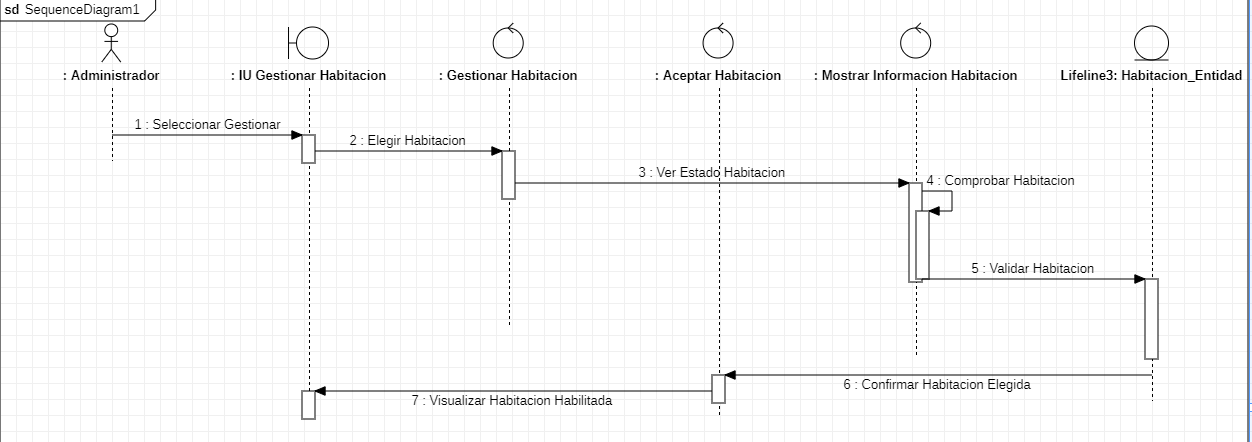 sd SequenceDiagram1
: Administrador
: IU Gestionar Habitacion
: Gestionar Habitacion
: Aceptar Habitacion
: Mostrar Informacion Habitacion
Lifeline3: Habitacion_Entidad
1 : Seleccionar Gestionar
2 : Elegir Habitacion
3 : Ver Estado Habitacion
4 : Comprobar Habitacion
5 : Validar Habitacion
6 : Confirmar Habitacion Elegida
7 : Visualizar Habitacion Habilitada